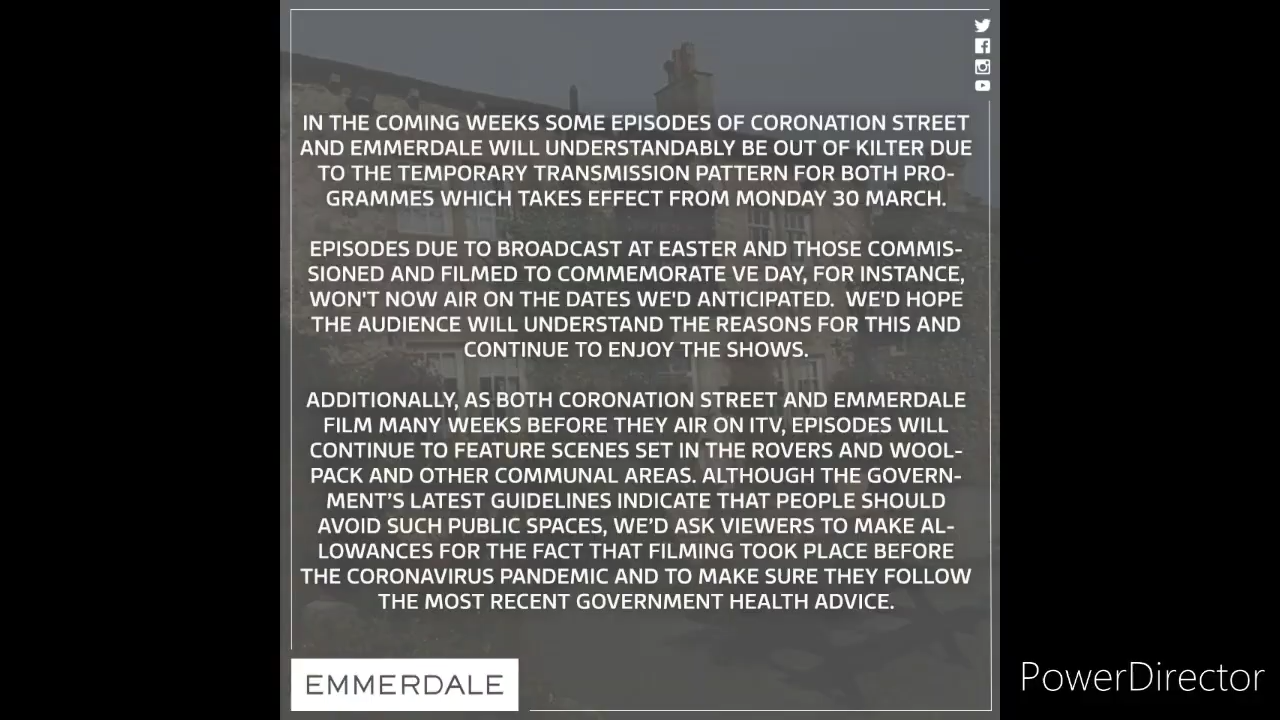 IN THE COMING WEEKS SOME EPISODES OF CORONATION STREET
AND EMMERDALE WILL UNDERSTANDABLY BE OUT OF KILTER DUE
TO THE TEMPORARY TRANSMISSION PATTERN FOR BOTH PRO-
GRAMMES WHICH TAKES EFFECT FROM MONDAY 30 MARCH.
EPISODES DUE TO BROADCAST AT EASTER AND THOSE COMMIS-
SIONED AND FILMED TO COMMEMORATE VE DAY, FOR INSTANCE,
WON'T NOW AIR ON THE DATES WE'D ANTICIPATED.  WE'D HOPE
THE AUDIENCE WILL UNDERSTAND THE REASONS FOR THIS AND
CONTINUE TO ENJOY THE SHOWS.
ADDITIONALLY, AS BOTH CORONATION STREET AND EMMERDALE
FILM MANY WEEKS BEFORE THEY AIR ON ITV, EPISODES WILL
CONTINUE TO FEATURE SCENES SET IN THE ROVERS AND WOOL-
PACK AND OTHER COMMUNAL AREAS. ALTHOUGH THE GOVERN-
MENT’S LATEST GUIDELINES INDICATE THAT PEOPLE SHOULD
AVOID SUCH PUBLIC SPACES, WE’D ASK VIEWERS TO MAKE AL-
LOWANCES FOR THE FACT THAT FILMING TOOK PLACE BEFORE
THE CORONAVIRUS PANDEMIC AND TO MAKE SURE THEY FOLLOW
THE MOST RECENT GOVERNMENT HEALTH ADVICE.
EMMERDALE
PowerDirector